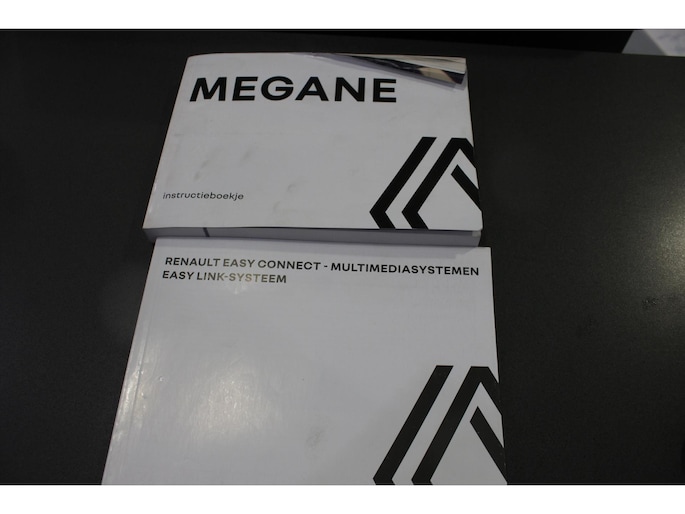 MEGANE
instructieboekje
RENAULT EASY CONNECT - MULTIMEDIASYSTEMEN
EASY LINK-SYSTEEM